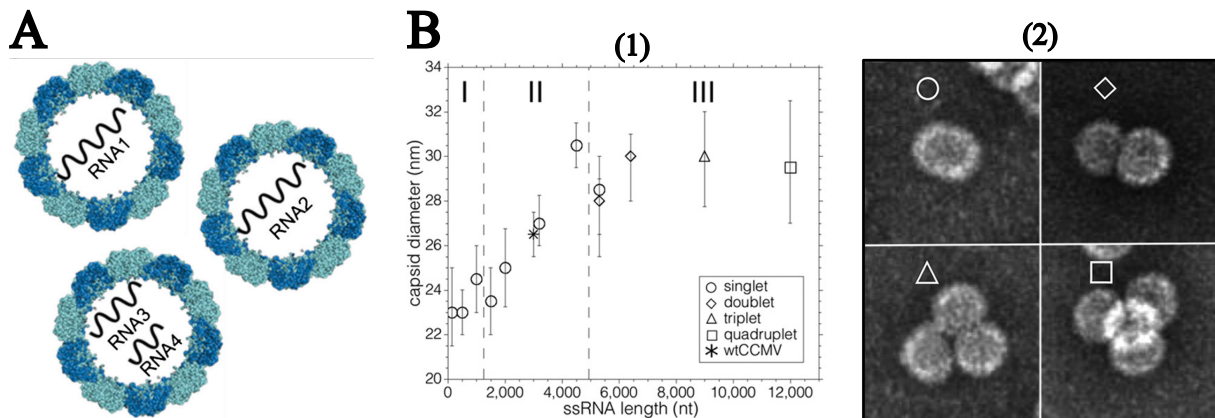 A
RNA1
RNA2
RNA3
RNA4
B
(1)
capsid diameter (nm)
34
32
30
28
26
24
22
20
I
II
III
singlet
doublet
triplet
quadruplet
wtCCMV
0
2,000
4,000
6,000
8,000
10,000
12,000
ssRNA length (nt)
(2)